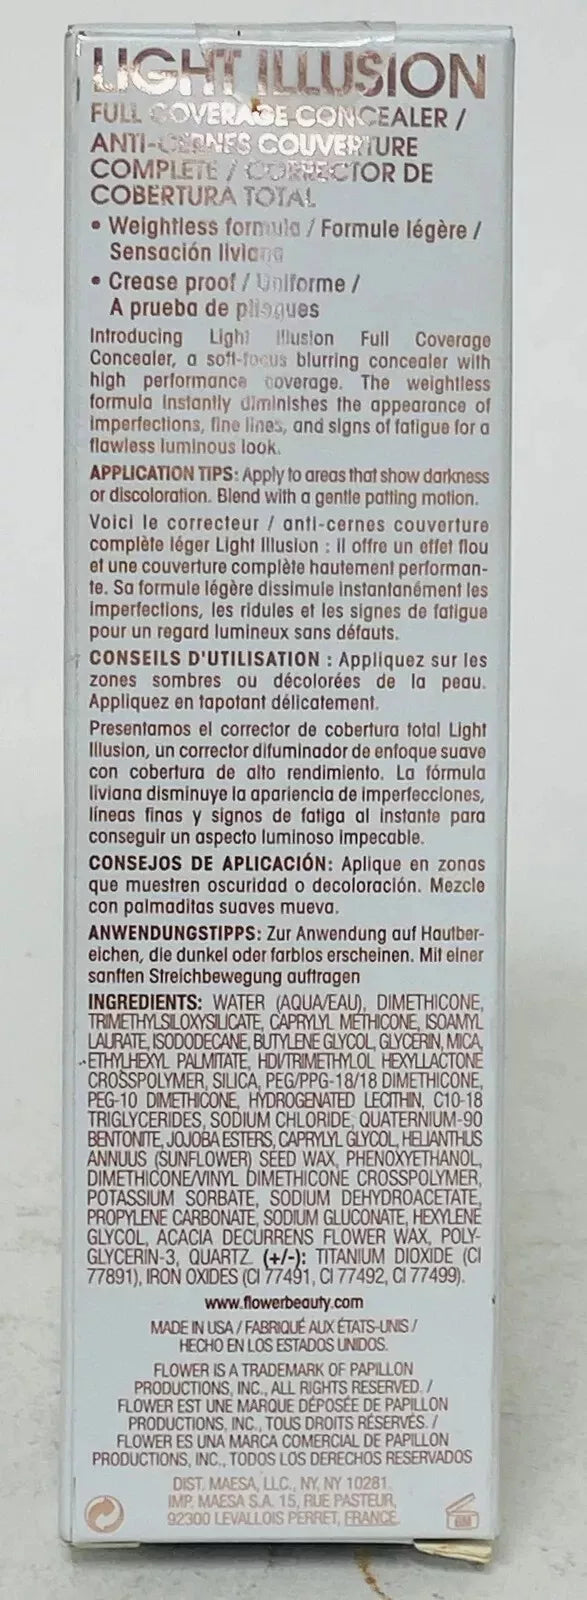 LIGHT ILLUSION
FULL COVERAGE CONCEALER /
ANTI-CERNES COUVERTURE
COMPLÈTE / CORRECTOR DE
COBERTURA TOTAL
• Weightless formula / Formule légère /
Sensación liviana
• Crease proof / Uniforme /
A prueba de pliegues
Introducing Light Illusion Full Coverage
Concealer, a soft-focus blurring concealer with
high performance coverage. The weightless
formula instantly diminishes the appearance of
imperfections, fine lines, and signs of fatigue for a
flawless luminous look.
APPLICATION TIPS: Apply to areas that show darkness
or discoloration. Blend with a gentle patting motion.
Voici le correcteur / anti-cernes couverture
complète léger Light Illusion : il offre un effet flou
et une couverture complète hautement performan-
te. Sa formule légère dissimule instantanément les
imperfections, les ridules et les signes de fatigue
pour un regard lumineux sans défauts.
CONSEILS D'UTILISATION : Appliquez sur les
zones sombres ou décolorées de la peau.
Appliquez en tapotant délicatement.
Presentamos el corrector de cobertura total Light
Illusion, un corrector difuminador de enfoque suave
con cobertura de alto rendimiento. La fórmula
liviana disminuye la apariencia de imperfecciones,
líneas finas y signos de fatiga al instante para
conseguir un aspecto luminoso impecable.
CONSEJOS DE APLICACIÓN: Aplique en zonas
que muestren oscuridad o decoloración. Mezcle
con palmaditas suaves mueva.
ANWENDUNGSTIPPS: Zur Anwendung auf Hautber-
eichen, die dunkel oder farblos erscheinen. Mit einer
sanften Streichbewegung auftragen
INGREDIENTS: WATER (AQUA/EAU), DIMETHICONE,
TRIMETHYLSILOXYSILICATE, CAPRYLYL METHICONE, ISOAMYL
LAURATE, ISODODECANE, BUTYLENE GLYCOL, GLYCERIN, MICA,
ETHYLHEXYL PALMITATE, HDI/TRIMETHYLOL HEXYLLACTONE
CROSSPOLYMER, SILICA, PEG/PPG-18/18 DIMETHICONE,
PEG-10 DIMETHICONE, HYDROGENATED LECITHIN, C10-18
TRIGLYCERIDES, SODIUM CHLORIDE, QUATERNIUM-90
BENTONITE, JOJOBA ESTERS, CAPRYLYL GLYCOL, HELIANTHUS
ANNUUS (SUNFLOWER) SEED WAX, PHENOXYETHANOL,
DIMETHICONE/VINYL DIMETHICONE CROSSPOLYMER,
POTASSIUM SORBATE, SODIUM DEHYDROACETATE,
PROPYLENE CARBONATE, SODIUM GLUCONATE, HEXYLENE
GLYCOL, ACACIA DECURRENS FLOWER WAX, POLY-
GLYCERIN-3, QUARTZ. (+/-): TITANIUM DIOXIDE (CI
77891), IRON OXIDES (CI 77491, CI 77492, CI 77499).
www.flowerbeauty.com
MADE IN USA / FABRIQUÉ AUX ÉTATS-UNIS /
HECHO EN LOS ESTADOS UNIDOS.
FLOWER IS A TRADEMARK OF PAPILLON
PRODUCTIONS, INC., ALL RIGHTS RESERVED. /
FLOWER EST UNE MARQUE DÉPOSÉE DE PAPILLON
PRODUCTIONS, INC., TOUS DROITS RÉSERVÉS. /
FLOWER ES UNA MARCA COMERCIAL DE PAPILLON
PRODUCTIONS, INC., TODOS LOS DERECHOS RESERVADOS
DIST. MAESA, LLC., NY, NY 10281.
IMP. MAESA S.A. 15, RUE PASTEUR,
92300 LEVALLOIS PERRET, FRANCE.
6M